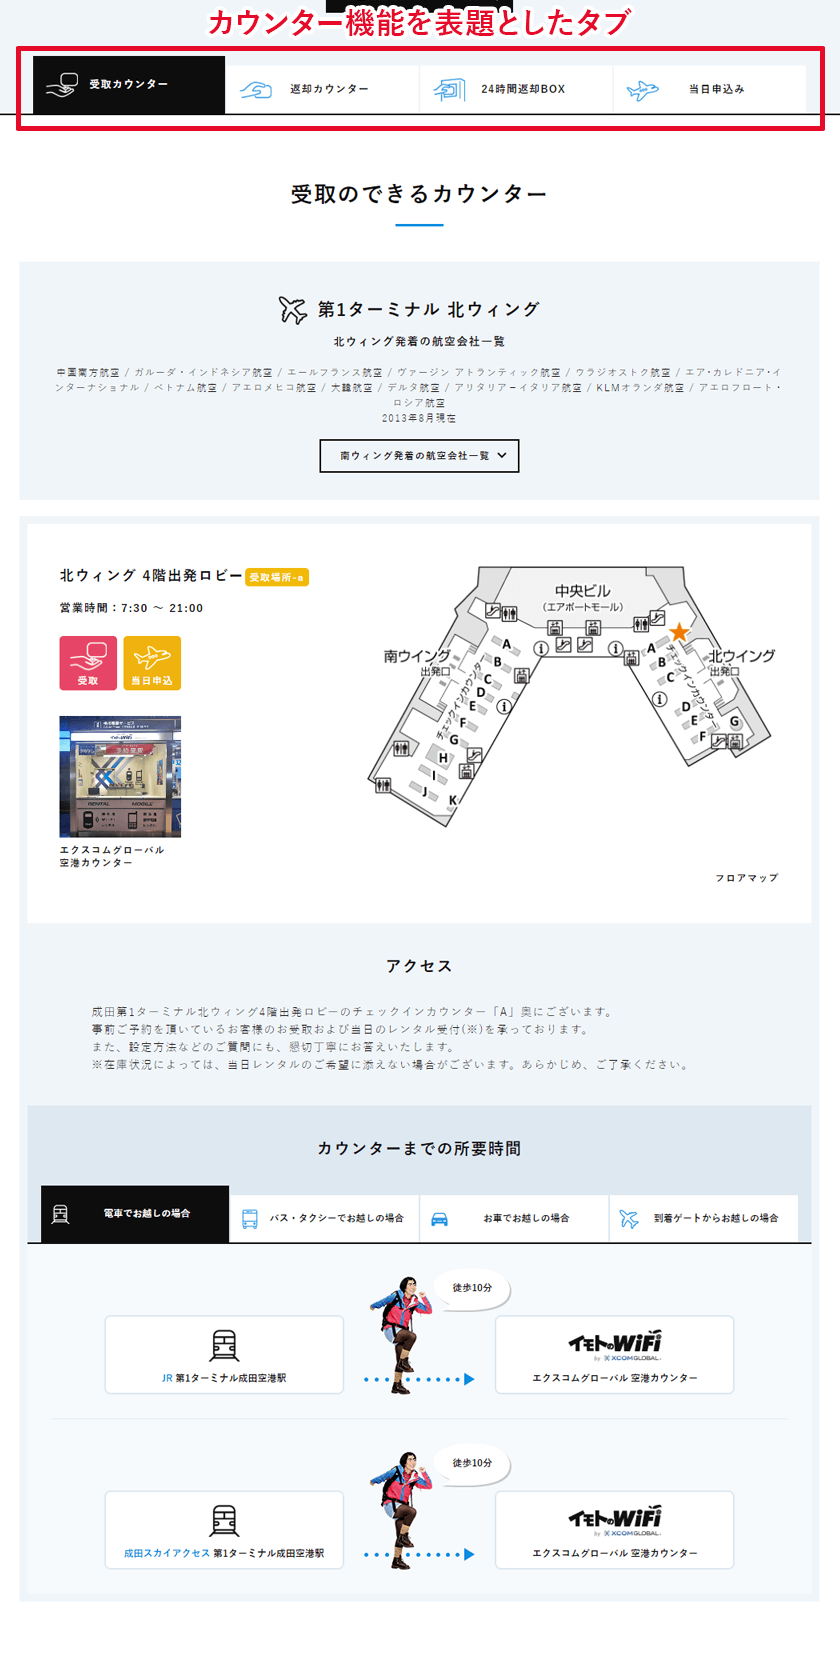 カウンター機能を表題としたタブ
受取カウンター
返却カウンター
24時間返却BOX
当日申込み
受取のできるカウンター
第1ターミナル 北ウィング
北ウィング発着の航空会社一覧
中国南方航空 / ガルーダ・インドネシア航空 / エールフランス航空 / ヴァージン アトランティック航空 / ウラジオストク航空 / エア･カレドニア･イ
ンターナショナル / ベトナム航空 / アエロメヒコ航空 / 大韓航空 / デルタ航空 / アリタリア－イタリア航空 / KLMオランダ航空 / アエロフロート・
ロシア航空
2013年8月現在
南ウィング発着の航空会社一覧
北ウィング 4階出発ロビー 受取場所-a
営業時間：7:30 ～ 21:00
受取
当日申込
RENTAL MOBILE
エクスコムグローバル
空港カウンター
中央ビル
(エアポートモール)
南ウイング
出発口
北ウイング
出発口
チェックインカウンター
A
B
C
D
E
F
G
H
I
J
K
チェックインカウンター
A
B
C
D
E
F
G
フロアマップ
アクセス
成田第1ターミナル北ウィング4階出発ロビーのチェックインカウンター「A」奥にございます。
事前ご予約を頂いているお客様のお受取および当日のレンタル受付(※)を承っております。
また、設定方法などのご質問にも、懇切丁寧にお答えいたします。
※在庫状況によっては、当日レンタルのご希望に添えない場合がございます。あらかじめ、ご了承ください。
カウンターまでの所要時間
電車でお越しの場合
バス・タクシーでお越しの場合
お車でお越しの場合
到着ゲートからお越しの場合
徒歩10分
JR 第1ターミナル成田空港駅
イモトのWiFi
by XCOMGLOBAL.
エクスコムグローバル 空港カウンター
徒歩10分
成田スカイアクセス 第1ターミナル成田空港駅
イモトのWiFi
by XCOMGLOBAL.
エクスコムグローバル 空港カウンター